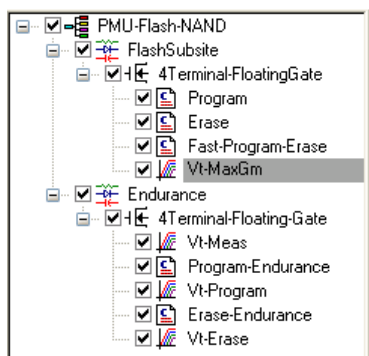 PMU-Flash-NAND
FlashSubsite
4Terminal-FloatingGate
Program
Erase
Fast-Program-Erase
Vt-MaxGm
Endurance
4Terminal-Floating-Gate
Vt-Meas
Program-Endurance
Vt-Program
Erase-Endurance
Vt-Erase